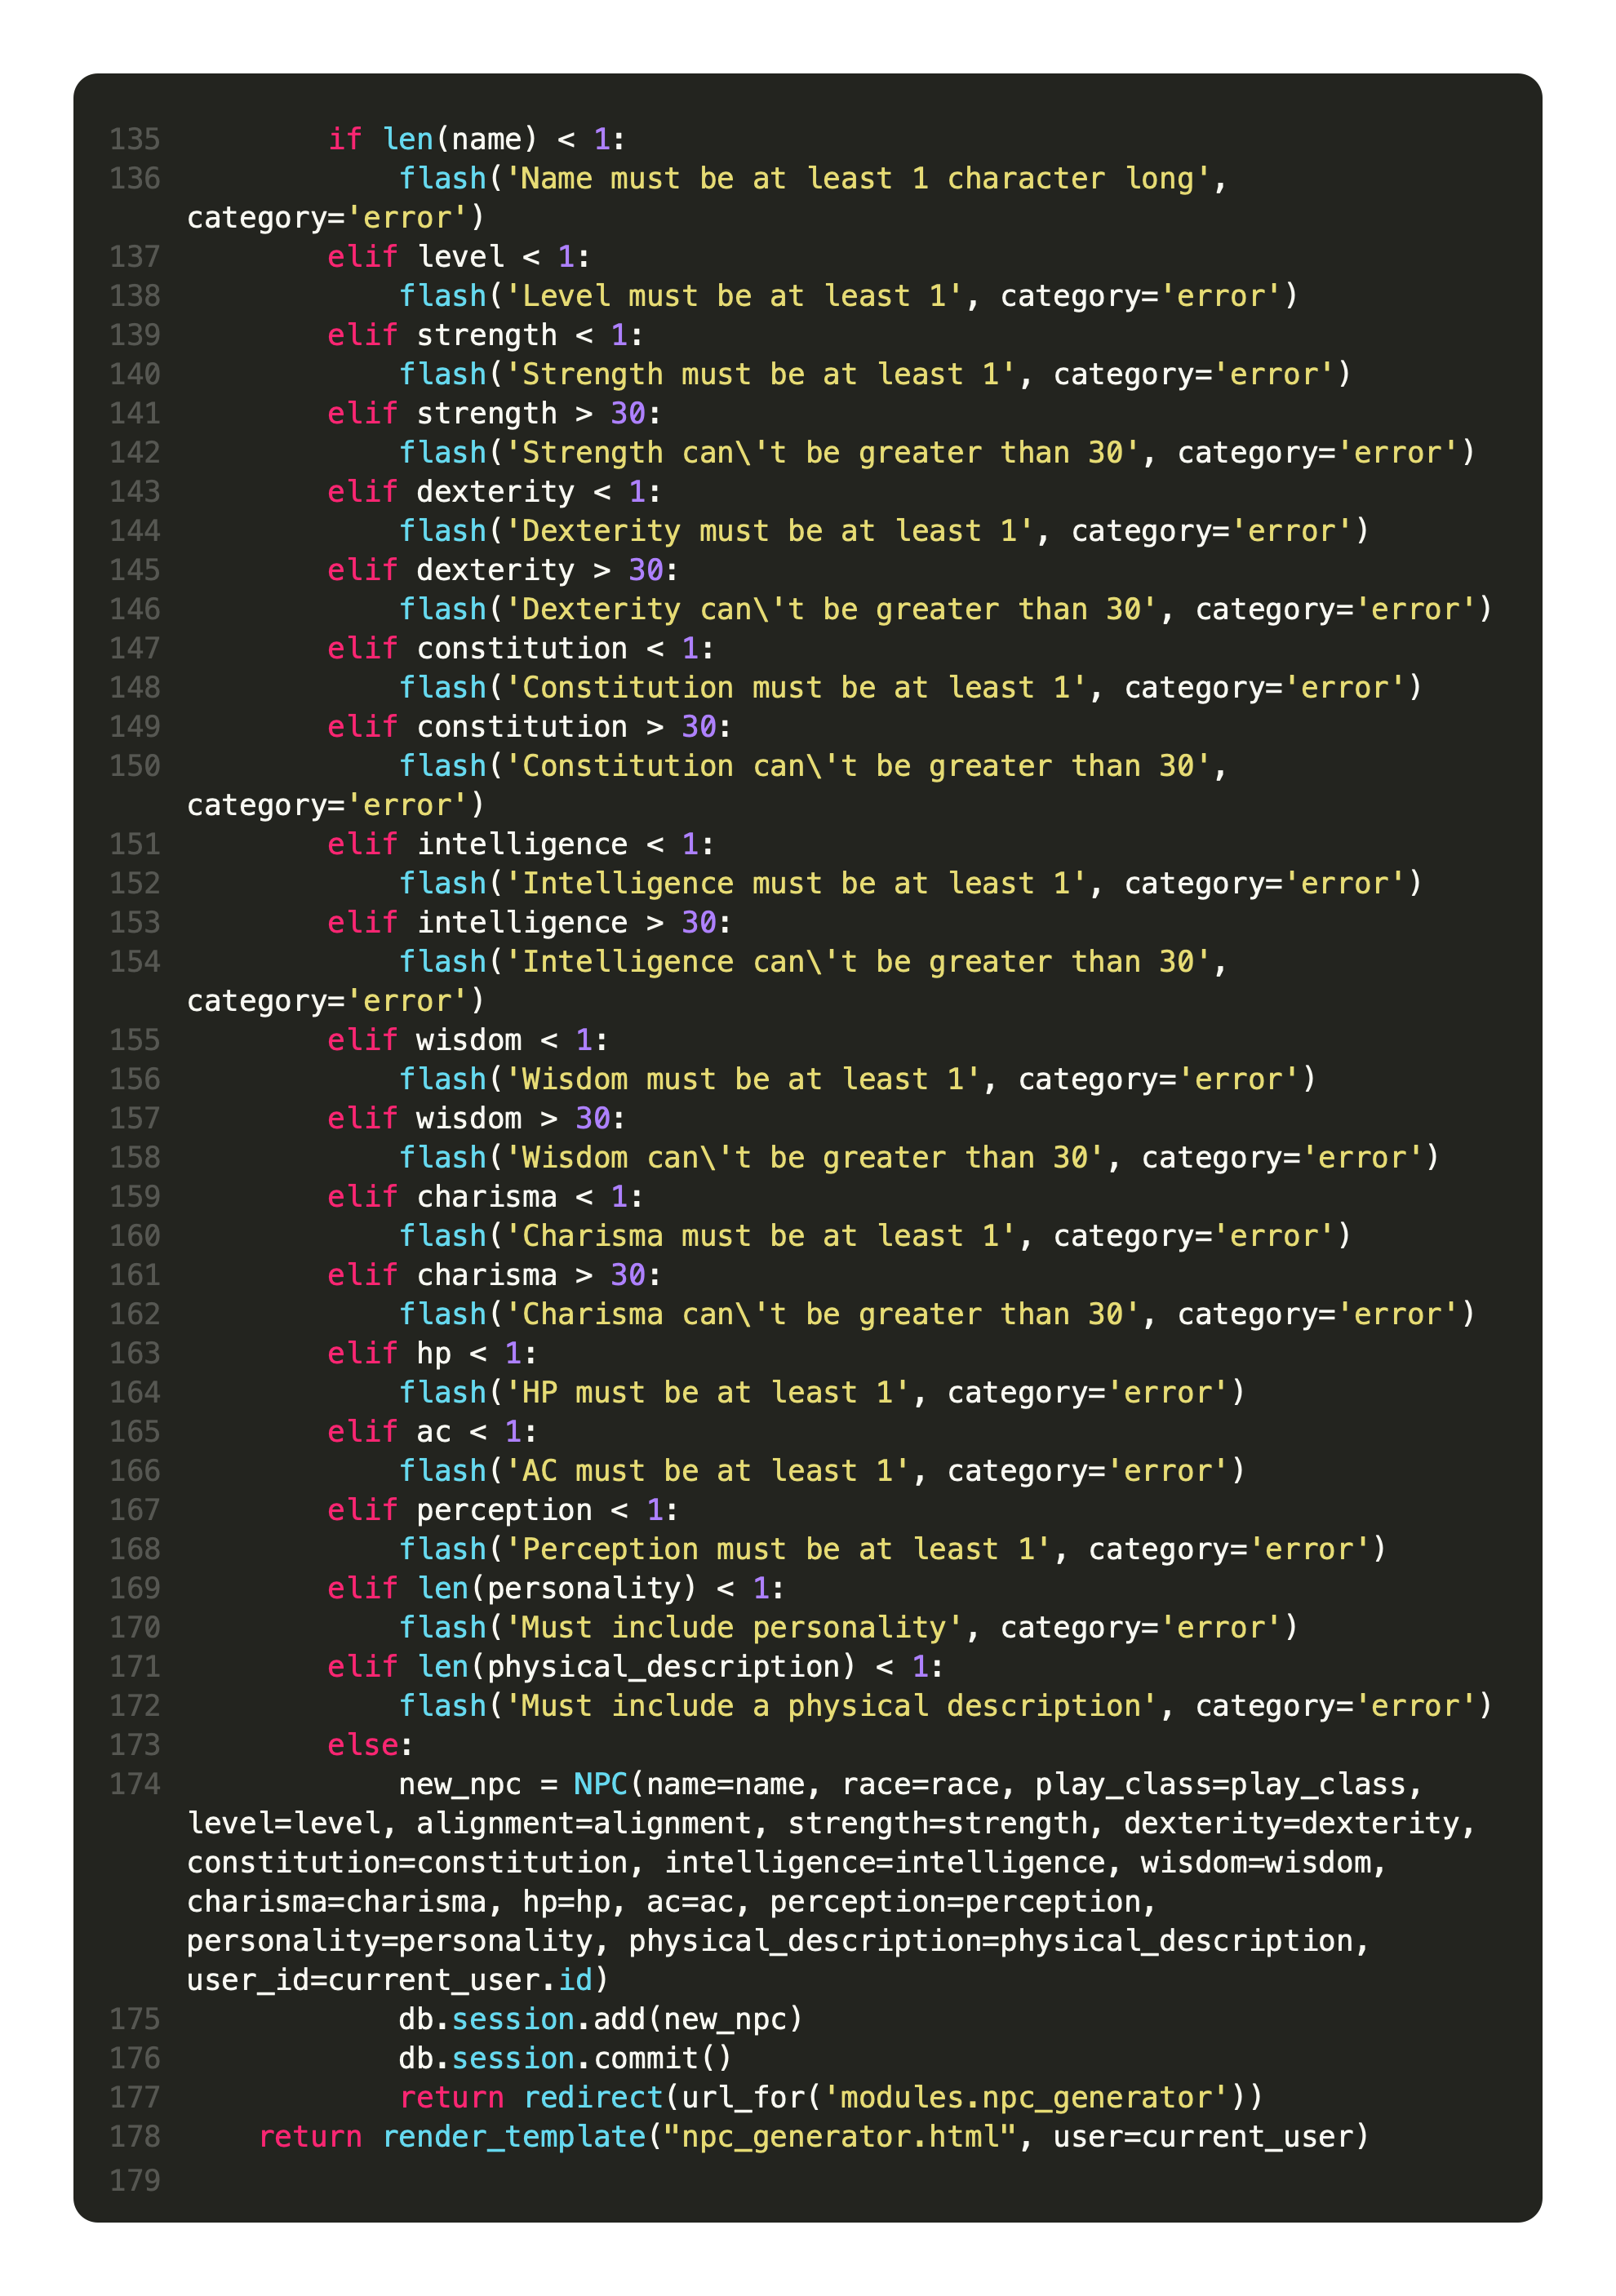 135         if len(name) < 1:
136             flash('Name must be at least 1 character long',
category='error')
137         elif level < 1:
138             flash('Level must be at least 1', category='error')
139         elif strength < 1:
140             flash('Strength must be at least 1', category='error')
141         elif strength > 30:
142             flash('Strength can\'t be greater than 30', category='error')
143         elif dexterity < 1:
144             flash('Dexterity must be at least 1', category='error')
145         elif dexterity > 30:
146             flash('Dexterity can\'t be greater than 30', category='error')
147         elif constitution < 1:
148             flash('Constitution must be at least 1', category='error')
149         elif constitution > 30:
150             flash('Constitution can\'t be greater than 30',
category='error')
151         elif intelligence < 1:
152             flash('Intelligence must be at least 1', category='error')
153         elif intelligence > 30:
154             flash('Intelligence can\'t be greater than 30',
category='error')
155         elif wisdom < 1:
156             flash('Wisdom must be at least 1', category='error')
157         elif wisdom > 30:
158             flash('Wisdom can\'t be greater than 30', category='error')
159         elif charisma < 1:
160             flash('Charisma must be at least 1', category='error')
161         elif charisma > 30:
162             flash('Charisma can\'t be greater than 30', category='error')
163         elif hp < 1:
164             flash('HP must be at least 1', category='error')
165         elif ac < 1:
166             flash('AC must be at least 1', category='error')
167         elif perception < 1:
168             flash('Perception must be at least 1', category='error')
169         elif len(personality) < 1:
170             flash('Must include personality', category='error')
171         elif len(physical_description) < 1:
172             flash('Must include a physical description', category='error')
173         else:
174             new_npc = NPC(name=name, race=race, play_class=play_class,
level=level, alignment=alignment, strength=strength, dexterity=dexterity,
constitution=constitution, intelligence=intelligence, wisdom=wisdom,
charisma=charisma, hp=hp, ac=ac, perception=perception,
personality=personality, physical_description=physical_description,
user_id=current_user.id)
175             db.session.add(new_npc)
176             db.session.commit()
177             return redirect(url_for('modules.npc_generator'))
178     return render_template("npc_generator.html", user=current_user)
179